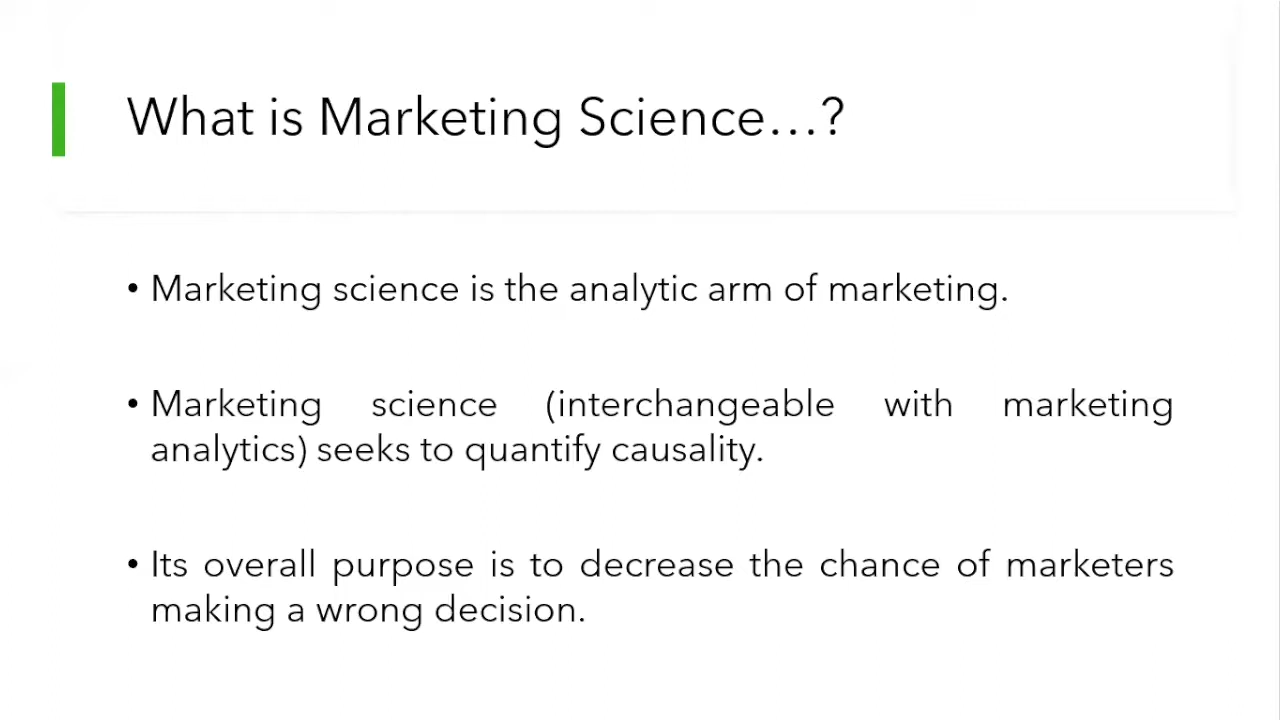 What is Marketing Science...?
• Marketing science is the analytic arm of marketing.
• Marketing science (interchangeable with marketing
analytics) seeks to quantify causality.
• Its overall purpose is to decrease the chance of marketers
making a wrong decision.